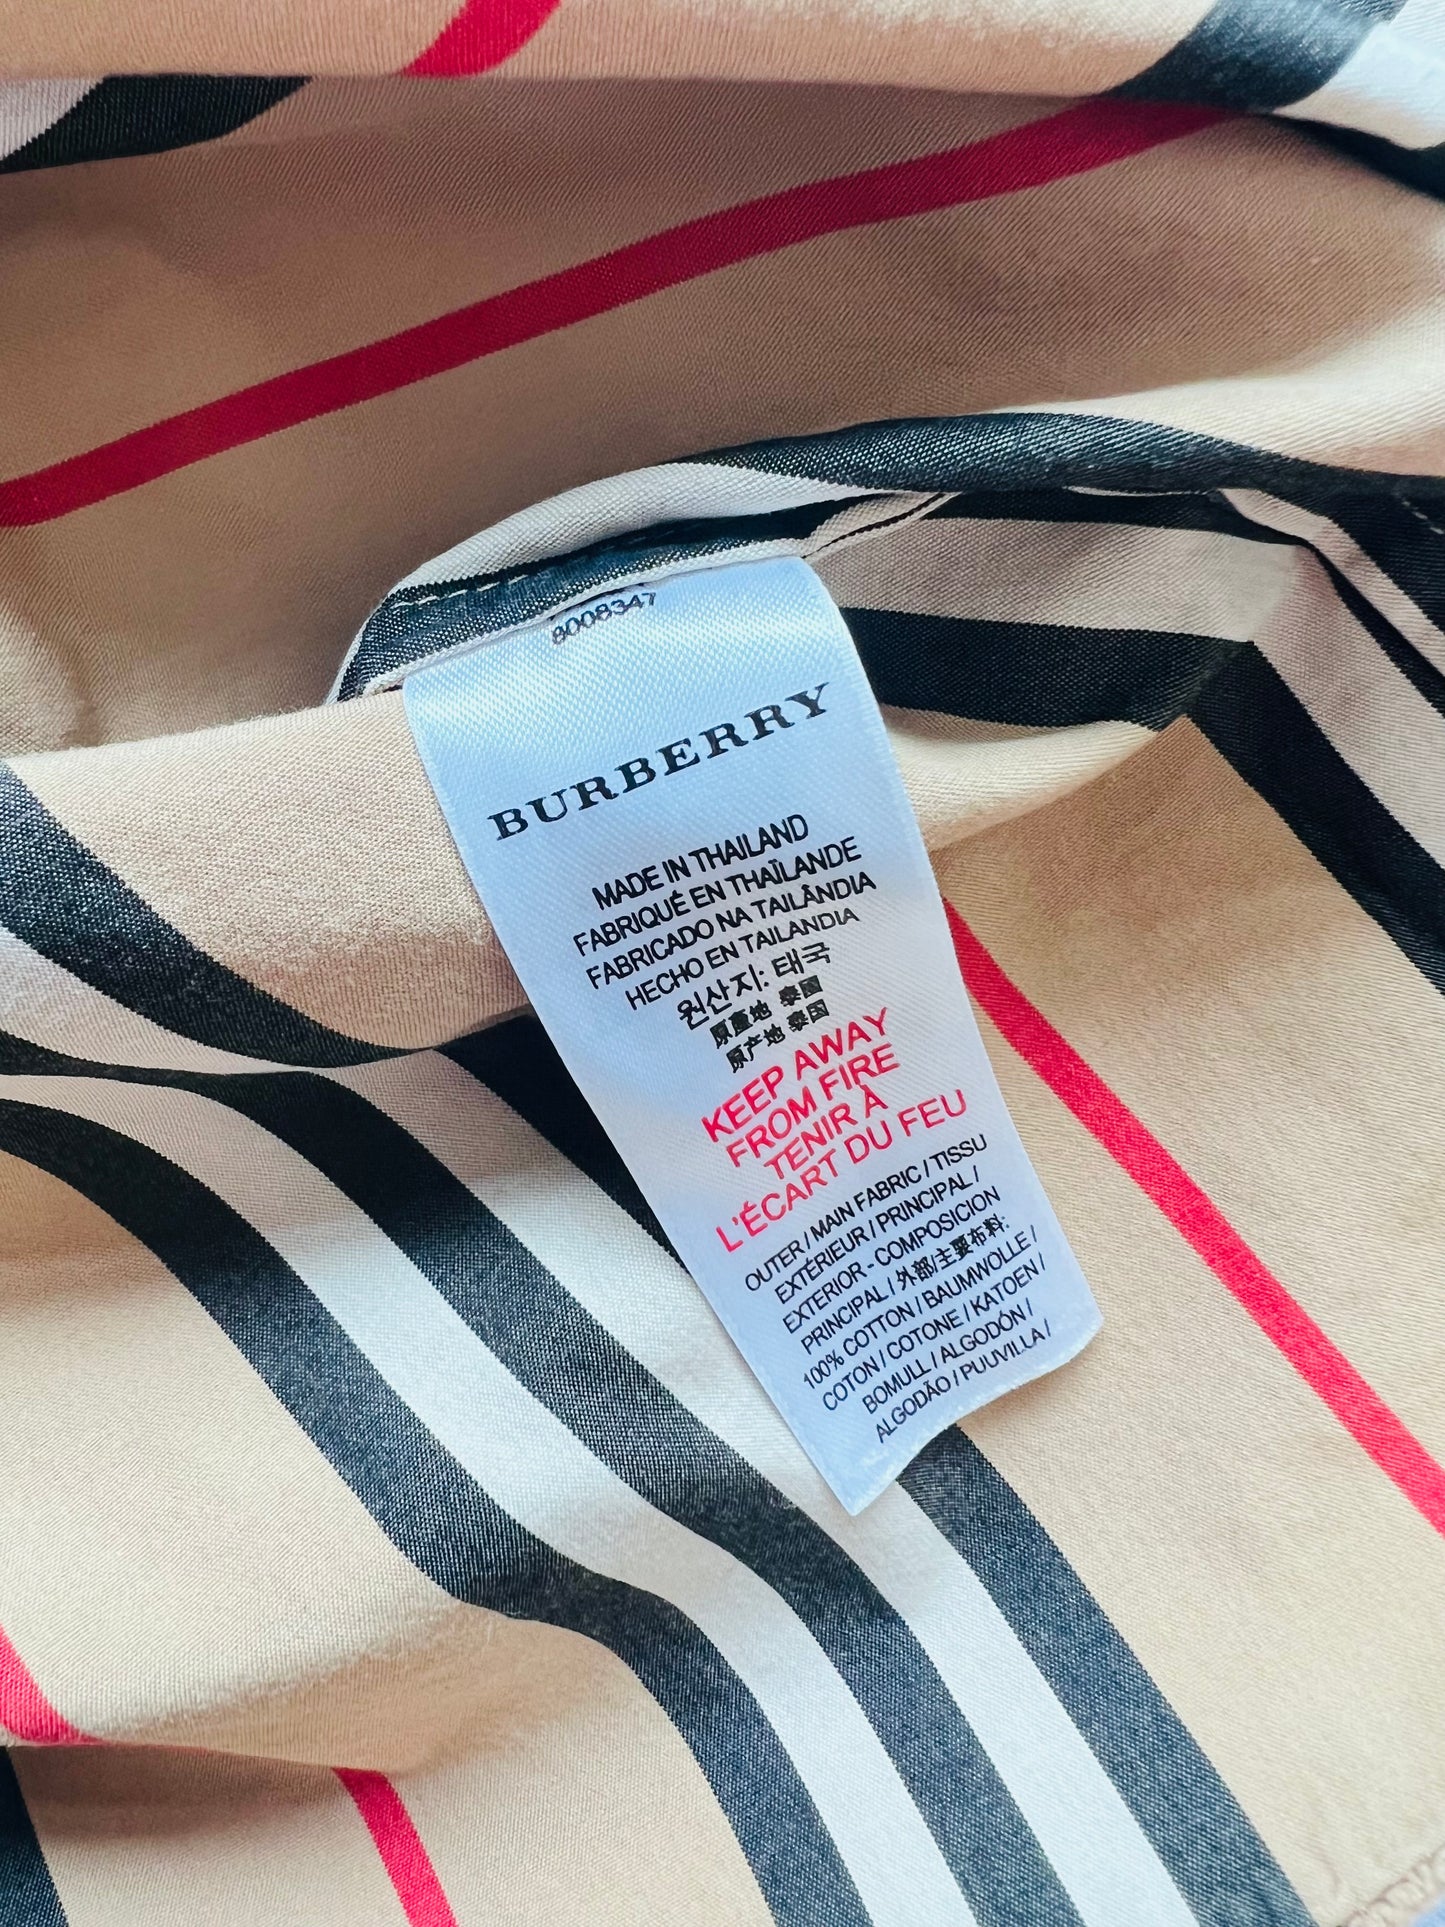 8008347
BURBERRY
MADE IN THAILAND
FABRIQUÉ EN THAÏLANDE
FABRICADO NA TAILÂNDIA
HECHO EN TAILANDIA
원산지: 태국
原產地 泰國
原产地 泰国
KEEP AWAY
FROM FIRE
TENIR À
L'ÉCART DU FEU
OUTER / MAIN FABRIC / TISSU
EXTÉRIEUR / PRINCIPAL /
EXTERIOR - COMPOSICION
PRINCIPAL / 外部/主要布料:
100% COTTON / BAUMWOLLE /
COTON / COTONE / KATOEN /
BOMULL / ALGODÓN /
ALGODÃO / PUUVILLA /